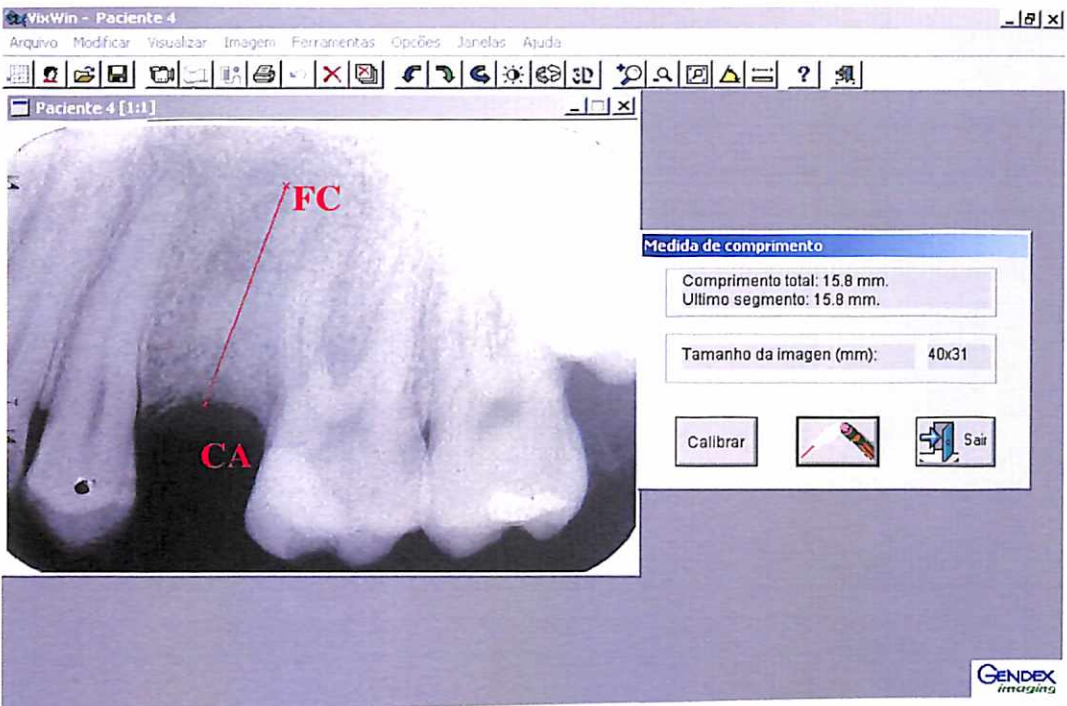 VixWin - Paciente 4
Arquivo Modificar Visualizar Imagem Ferramentas Opcões Janelas Ajuda
3D
?
Paciente 4 [1:1]
FC
CA
Medida de comprimento
Comprimento total: 15.8 mm.
Ultimo segmento: 15.8 mm.
Tamanho da imagen (mm): 40x31
Calibrar
Sair
GENDEX
imaging